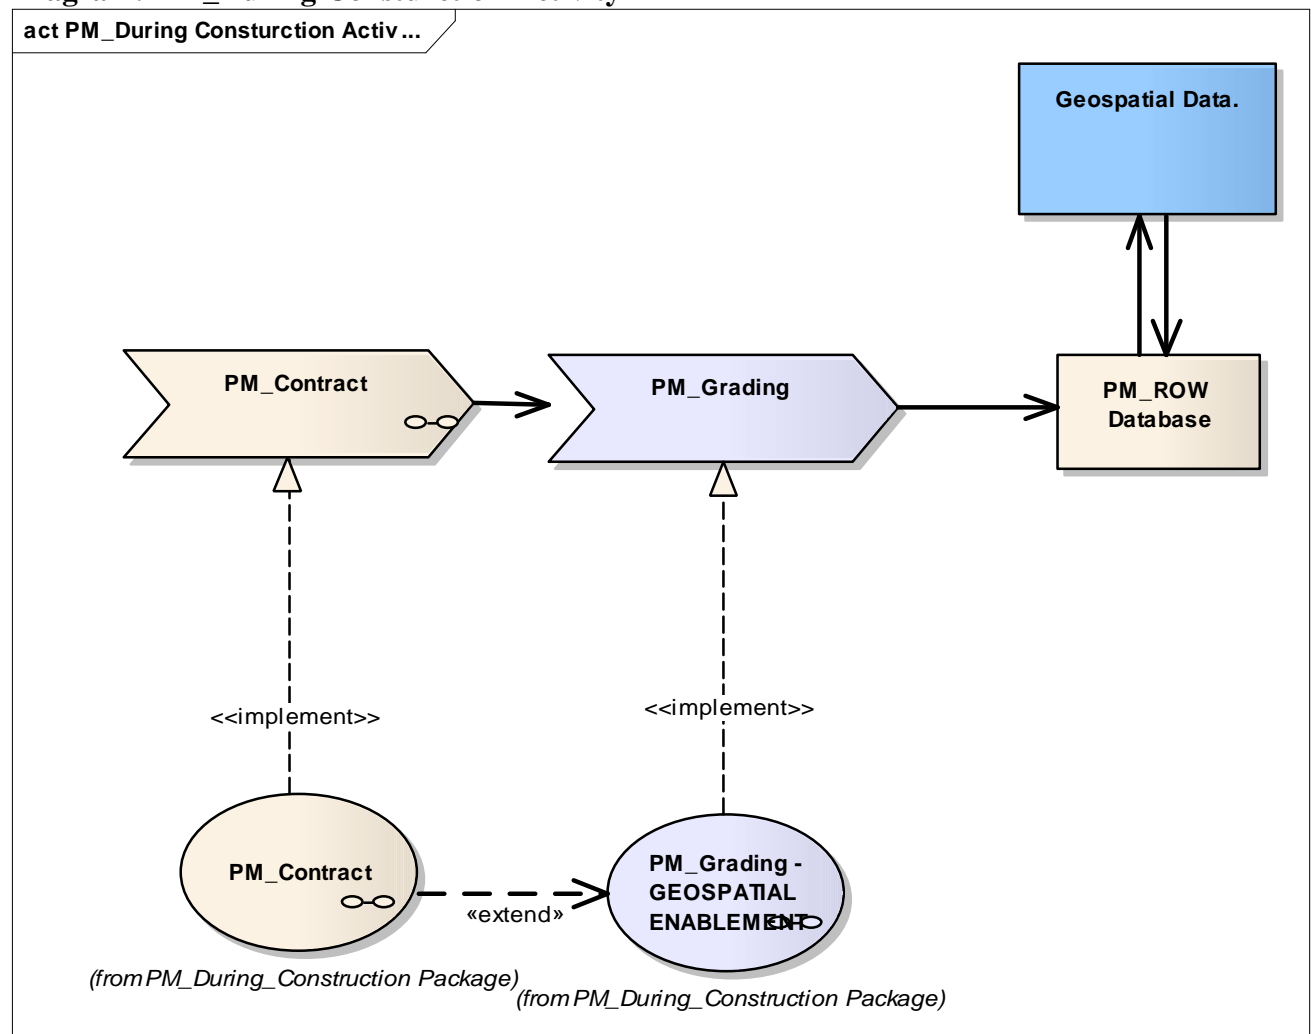 act PM_During Consturction Activ...
Geospatial Data.
PM_Contract
PM_Grading
PM_ROW
Database
<<implement>>
<<implement>>
PM_Contract
PM_Grading -
GEOSPATIAL
ENABLEMENT
«extend»
(from PM_During_Construction Package)
(from PM_During_Construction Package)